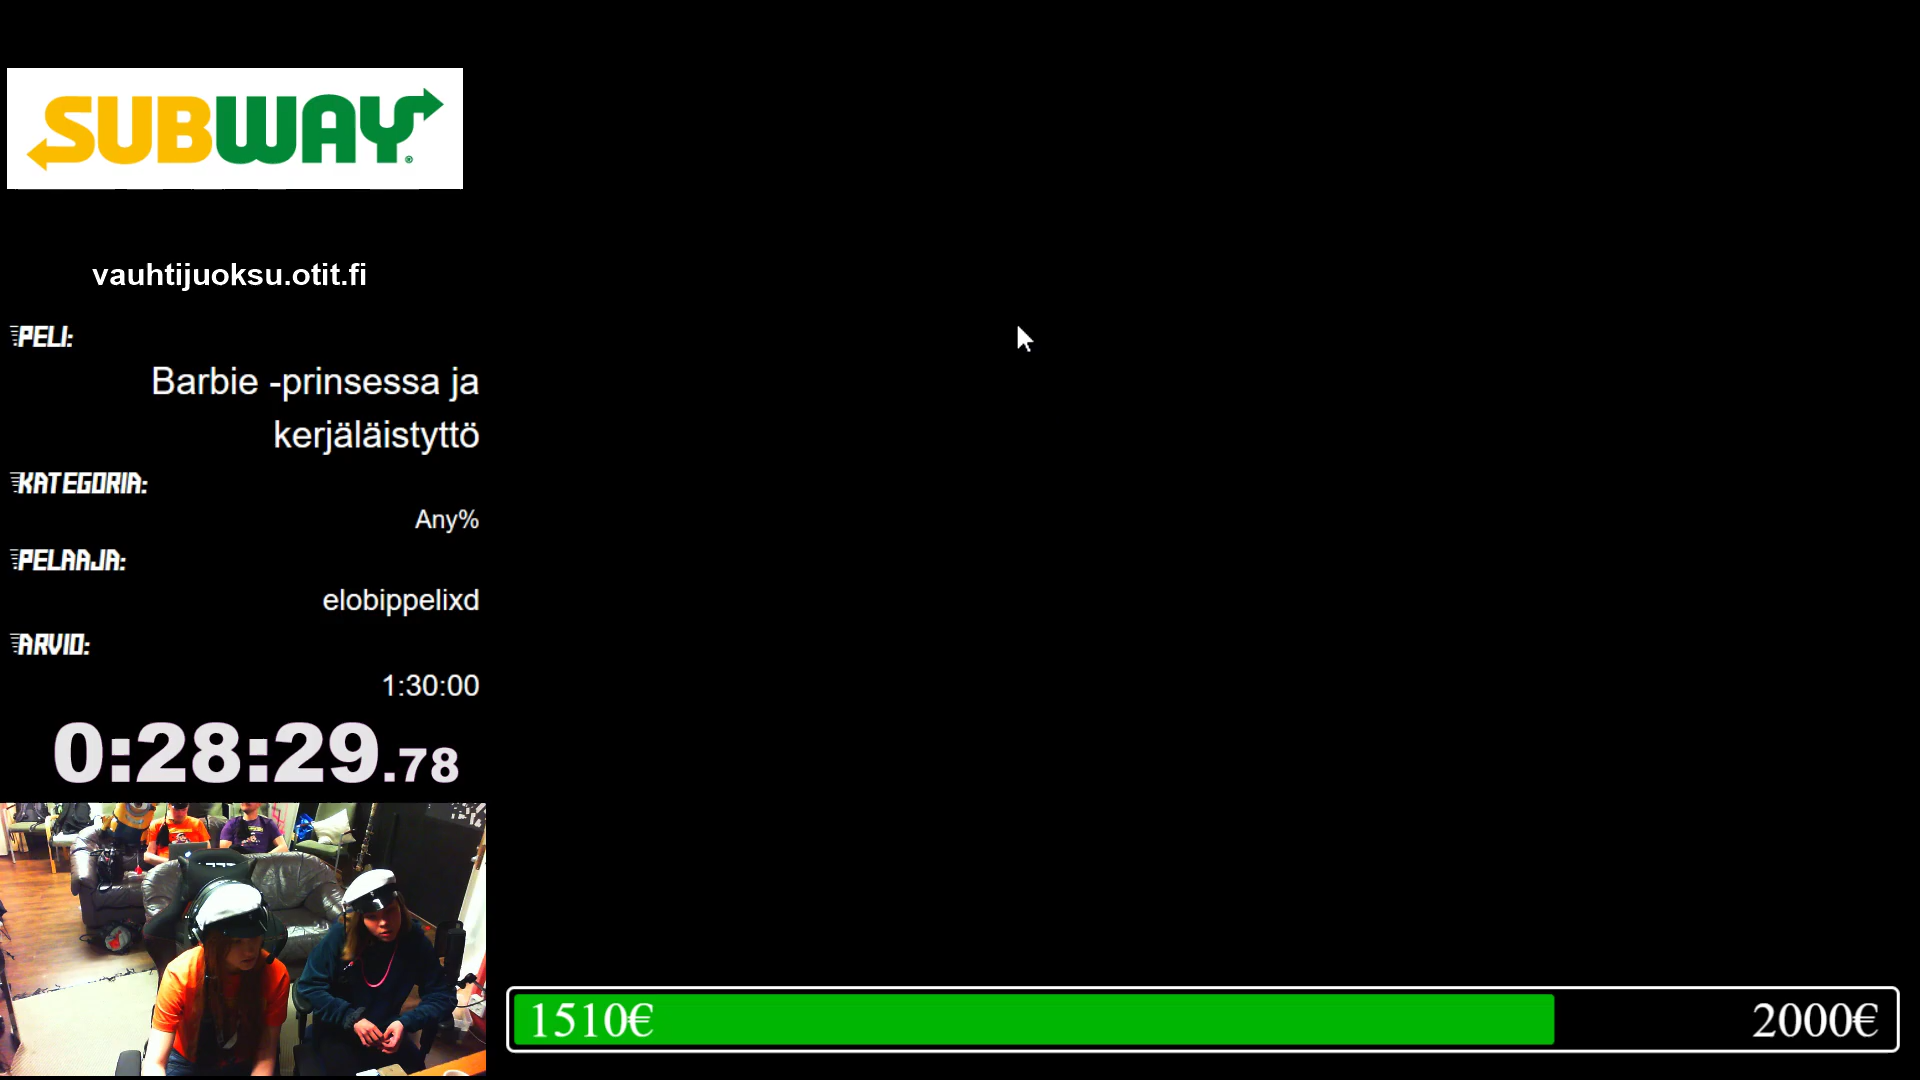 SUBWAY®
vauhtijuoksu.otit.fi
PELI:
Barbie -prinsessa ja
kerjäläistyttö
KATEGORIA:
Any%
PELAAJA:
elobippelixd
ARVIO:
1:30:00
0:28:29.78
1510€
2000€